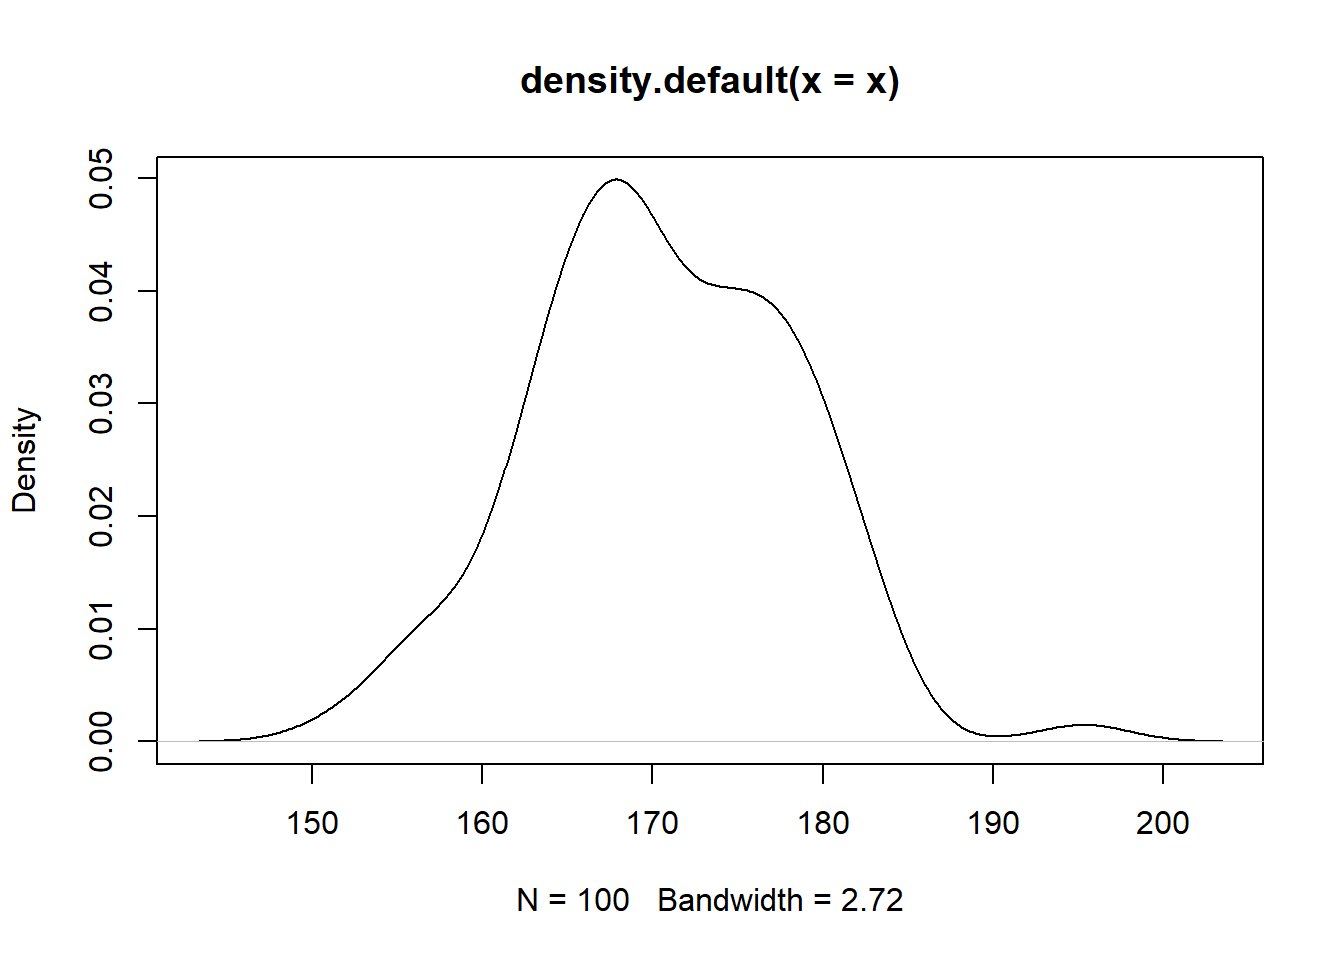 density.default(x = x)
Density
0.05
0.04
0.03
0.02
0.01
0.00
150 160 170 180 190 200
N = 100 Bandwidth = 2.72